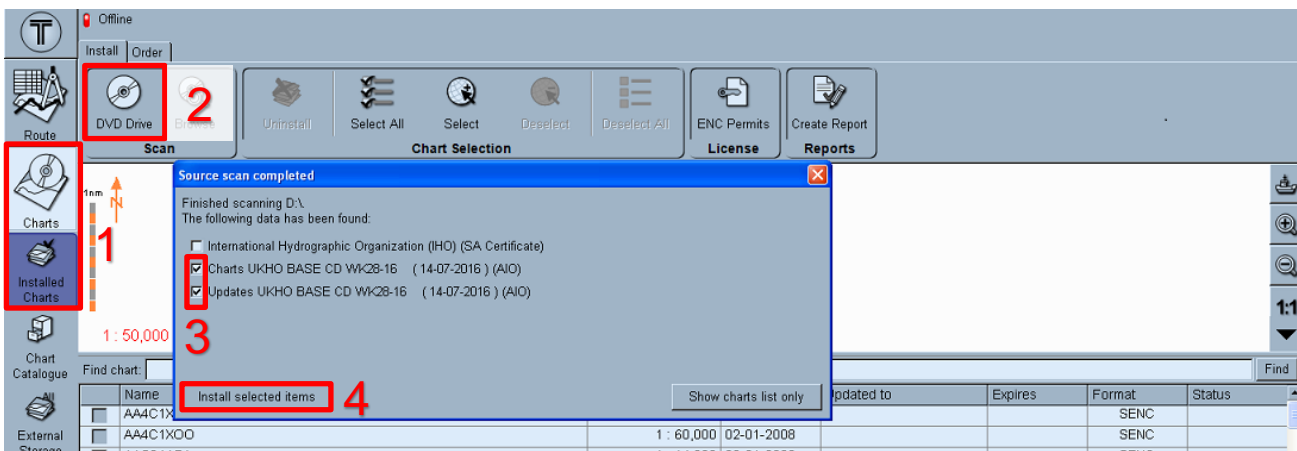 Offline
Install Order
Route
DVD Drive
2
Browse
Uninstall
Select All
Select
Deselect
Deselect All
ENC Permits
Create Report
Scan
Chart Selection
License
Reports
Charts
1
Installed
Charts
Chart
Catalogue
All
External
Storage
1nm
N
1 : 50,000
Source scan completed
Finished scanning D:\.
The following data has been found:
International Hydrographic Organization (IHO) (SA Certificate)
Charts UKHO BASE CD WK28-16 ( 14-07-2016 ) (AIO)
Updates UKHO BASE CD WK28-16 ( 14-07-2016 ) (AIO)
3
Install selected items
4
Show charts list only
1:1
Find chart:
Find
Name
Updated to
Expires
Format
Status
AA4C1X
SENC
AA4C1XOO
1 : 60,000
02-01-2008
SENC